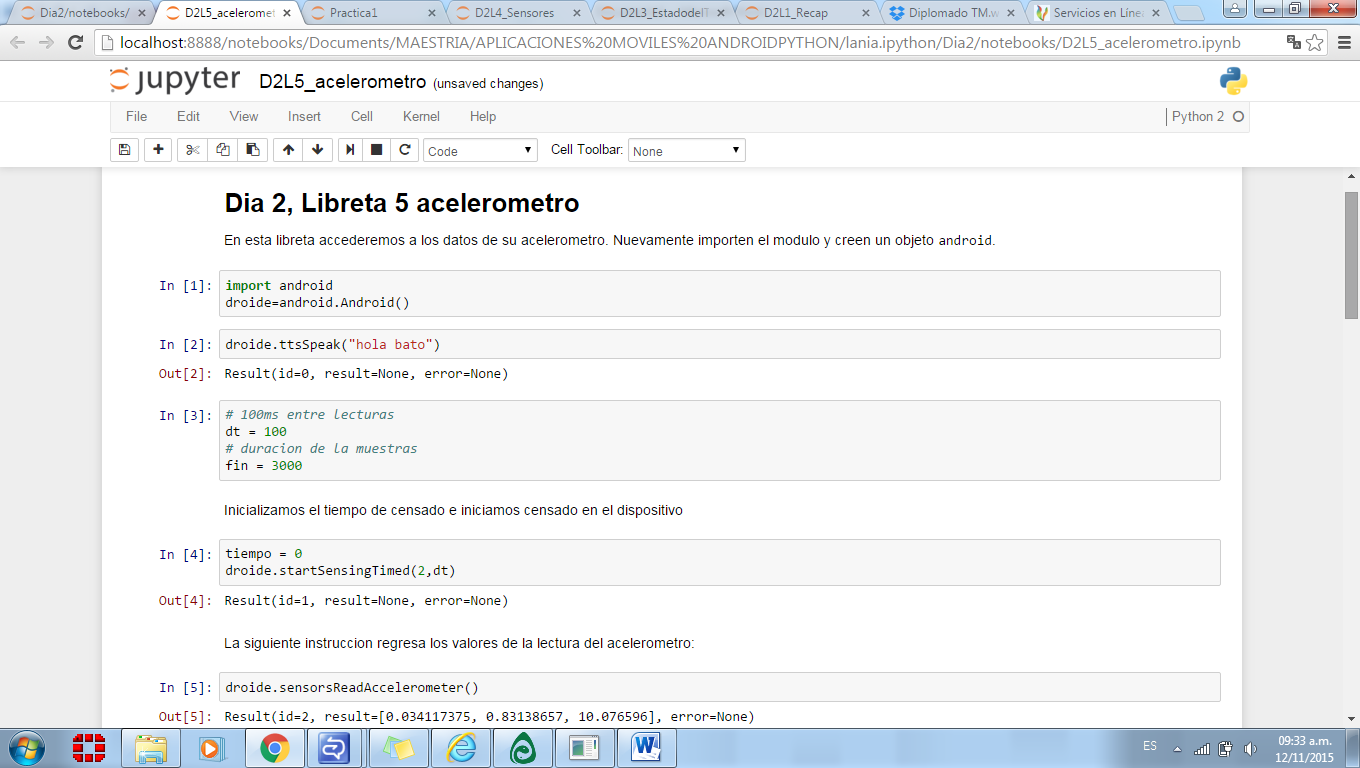 Dia2/notebooks/
D2L5_aceleromet
Practica1
D2L4_Sensores
D2L3_EstadodelT
D2L1_Recap
Diplomado TM.w
Servicios en Líne
localhost:8888/notebooks/Documents/MAESTRIA/APLICACIONES%20MOVILES%20ANDROIDPYTHON/lania.ipython/Dia2/notebooks/D2L5_acelerometro.ipynb
jupyter D2L5_acelerometro (unsaved changes)
File Edit View Insert Cell Kernel Help Python 2
Code Cell Toolbar: None
Dia 2, Libreta 5 acelerometro
En esta libreta accederemos a los datos de su acelerometro. Nuevamente importen el modulo y creen un objeto android.
In [1]: import android
droide=android.Android()
In [2]: droide.ttsSpeak("hola bato")
Out[2]: Result(id=0, result=None, error=None)
In [3]: # 100ms entre lecturas
dt = 100
# duracion de la muestras
fin = 3000
Inicializamos el tiempo de censado e iniciamos censado en el dispositivo
In [4]: tiempo = 0
droide.startSensingTimed(2,dt)
Out[4]: Result(id=1, result=None, error=None)
La siguiente instruccion regresa los valores de la lectura del acelerometro:
In [5]: droide.sensorsReadAccelerometer()
Out[5]: Result(id=2, result=[0.034117375, 0.83138657, 10.076596], error=None)
ES
09:33 a.m.
12/11/2015